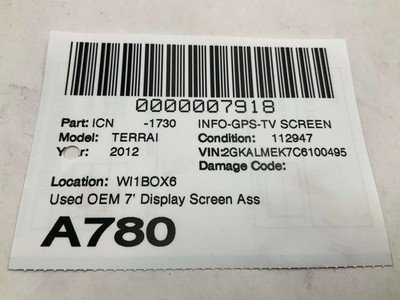 0000007918
Part: ICN -1730 INFO-GPS-TV SCREEN
Model: TERRAI Condition: 112947
Year: 2012 VIN:2GKALMEK7C6100495
Damage Code:
Location: WI1BOX6
Used OEM 7' Display Screen Ass
A780